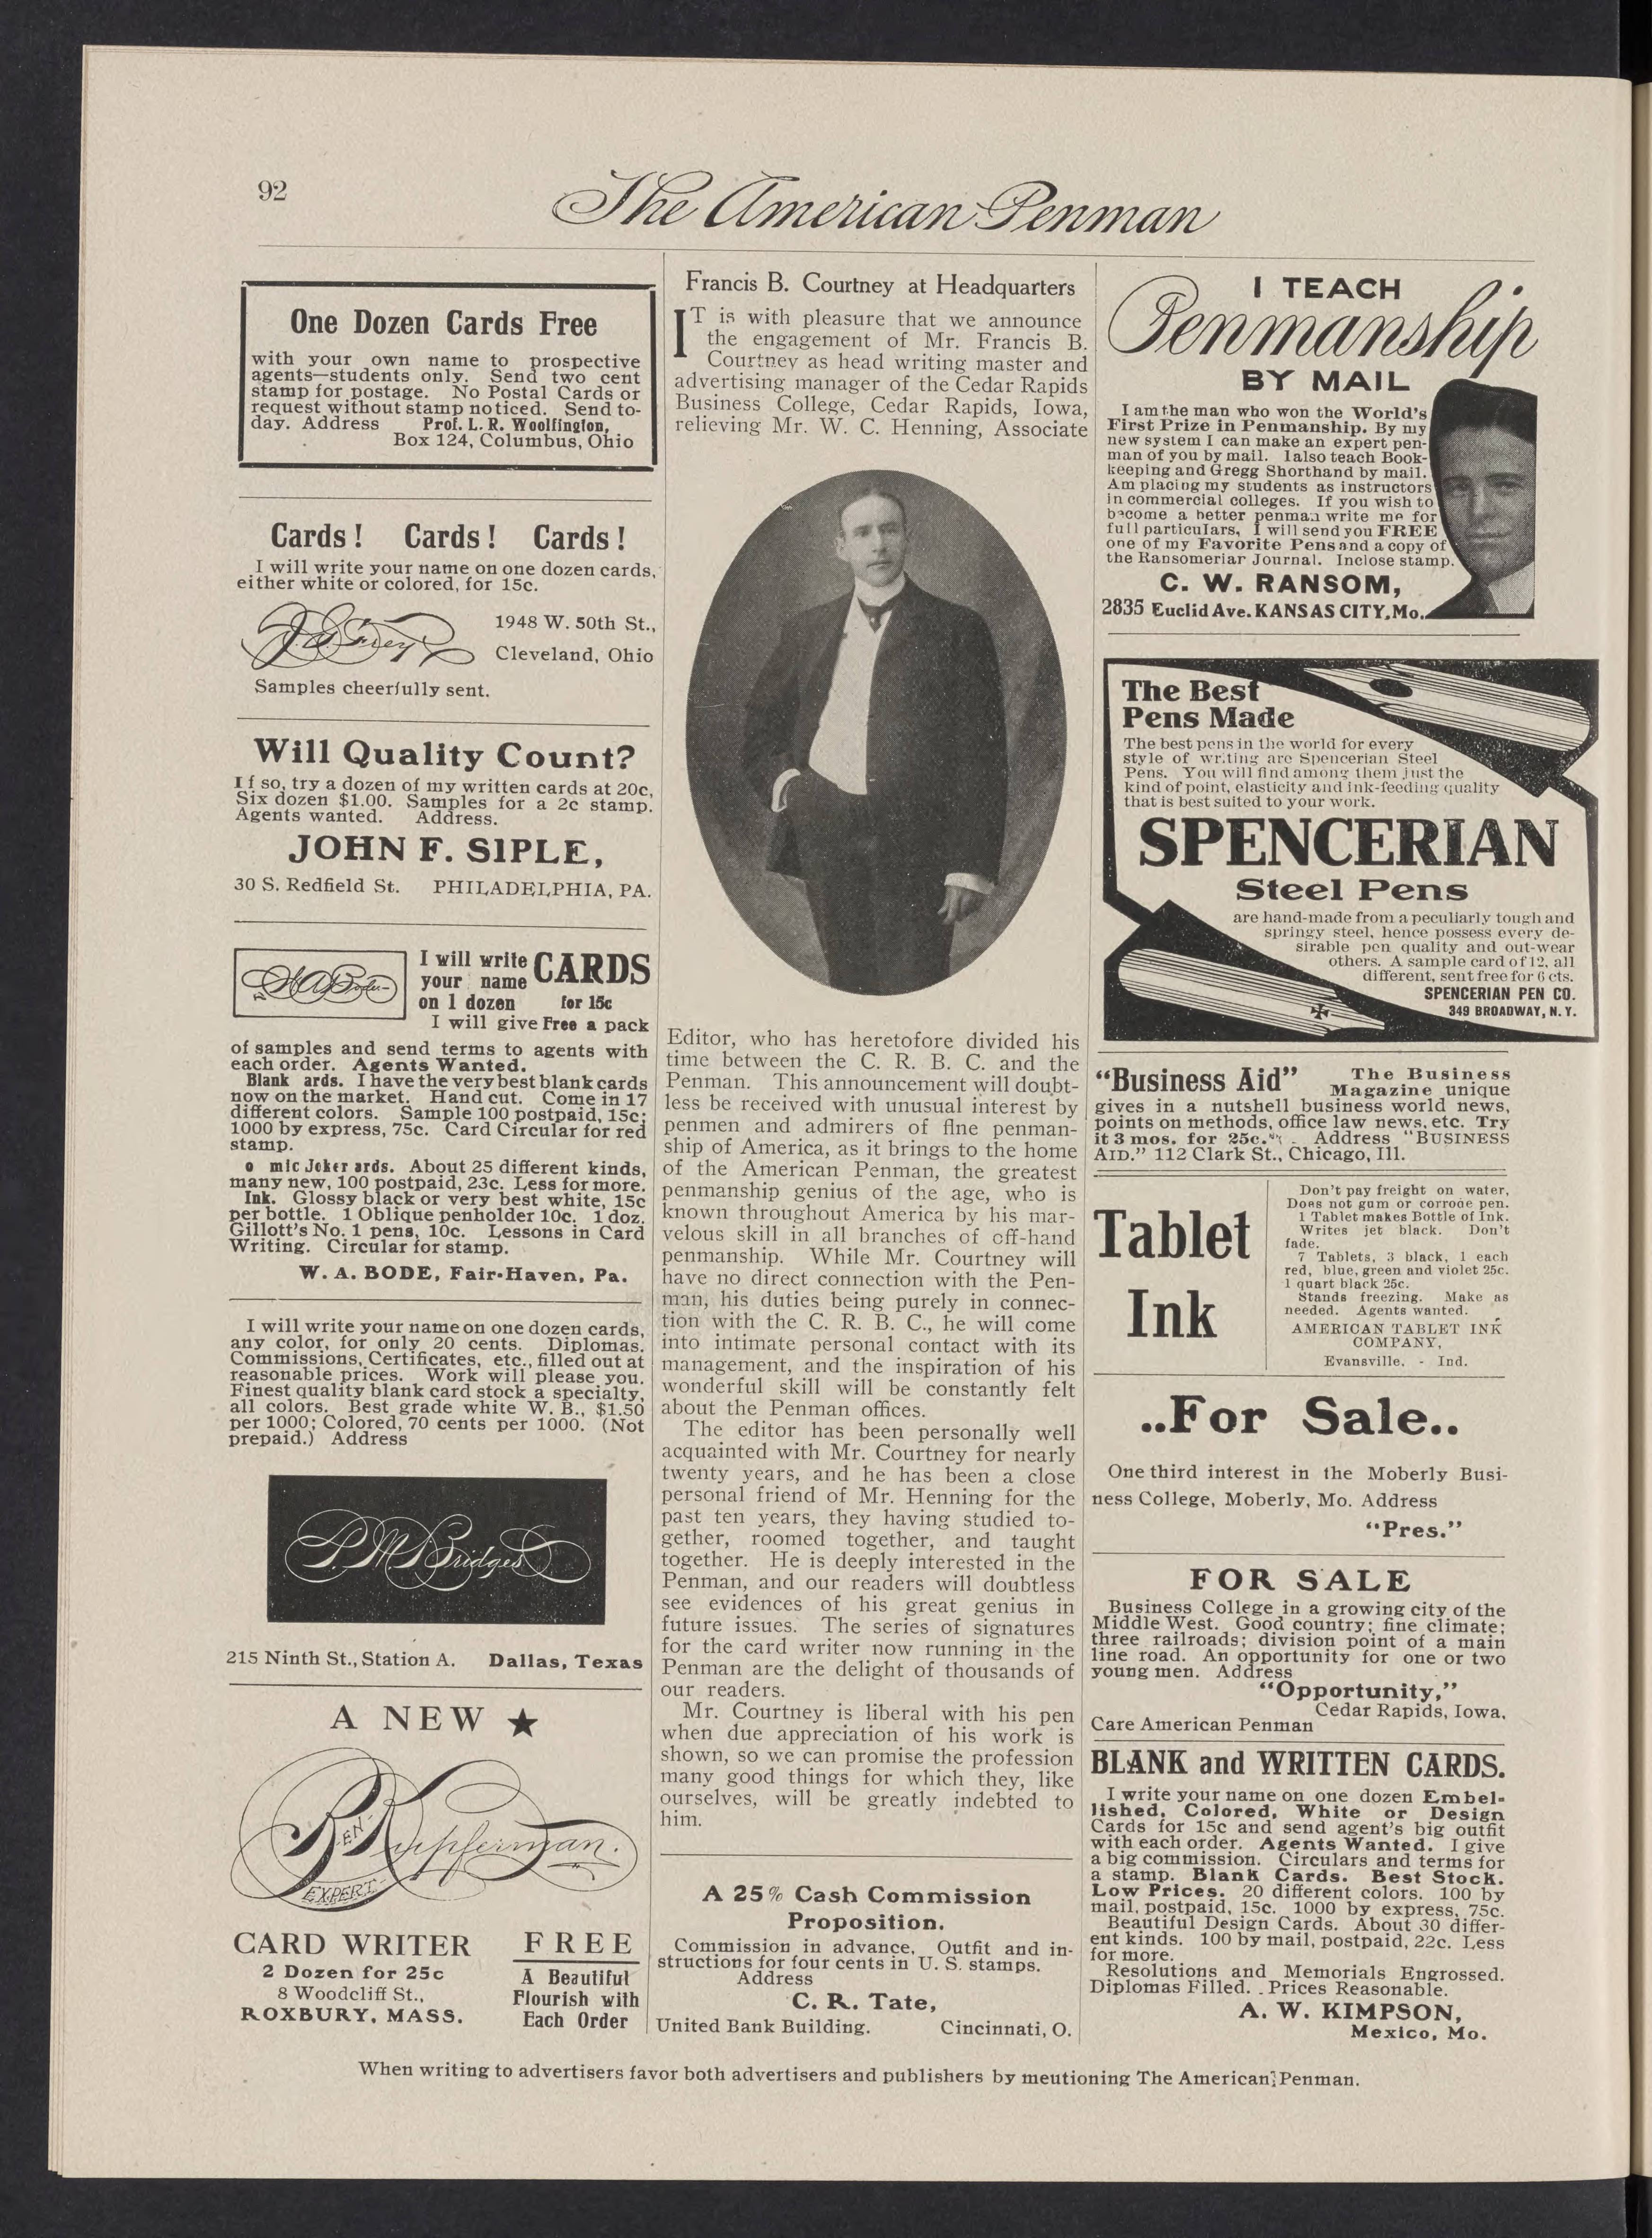 92
The American Penman
One Dozen Cards Free
with your own name to prospective
agents—students only. Send two cent
stamp for postage. No Postal Cards or
request without stamp noticed. Send to-
day. Address Prof. L. R. Woolfington,
Box 124, Columbus, Ohio
Cards! Cards! Cards!
I will write your name on one dozen cards,
either white or colored, for 15c.
1948 W. 50th St.,
Cleveland, Ohio
Samples cheerfully sent.
Will Quality Count?
If so, try a dozen of my written cards at 20c,
Six dozen $1.00. Samples for a 2c stamp.
Agents wanted. Address.
JOHN F. SIPLE,
30 S. Redfield St. PHILADELPHIA, PA.
W A Bode
I will write CARDS
your name
on 1 dozen for 15c
I will give Free a pack
of samples and send terms to agents with
each order. Agents Wanted.
Blank ards. I have the very best blank cards
now on the market. Hand cut. Come in 17
different colors. Sample 100 postpaid, 15c;
1000 by express, 75c. Card Circular for red
stamp.
o mic Joker ards. About 25 different kinds,
many new, 100 postpaid, 23c. Less for more.
Ink. Glossy black or very best white, 15c
per bottle. 1 Oblique penholder 10c. 1 doz.
Gillott's No. 1 pens, 10c. Lessons in Card
Writing. Circular for stamp.
W. A. BODE, Fair-Haven, Pa.
I will write your name on one dozen cards,
any color, for only 20 cents. Diplomas.
Commissions, Certificates, etc., filled out at
reasonable prices. Work will please you.
Finest quality blank card stock a specialty,
all colors. Best grade white W. B., $1.50
per 1000; Colored, 70 cents per 1000. (Not
prepaid.) Address
P. M. Bridges
215 Ninth St., Station A. Dallas, Texas
A NEW ★
BEN Kupferman.
EXPERT
CARD WRITER
2 Dozen for 25c
8 Woodcliff St.,
ROXBURY, MASS.
FREE
A Beautiful
Flourish with
Each Order
Francis B. Courtney at Headquarters
IT is with pleasure that we announce
the engagement of Mr. Francis B.
Courtney as head writing master and
advertising manager of the Cedar Rapids
Business College, Cedar Rapids, Iowa,
relieving Mr. W. C. Henning, Associate
Editor, who has heretofore divided his
time between the C. R. B. C. and the
Penman. This announcement will doubt-
less be received with unusual interest by
penmen and admirers of fine penman-
ship of America, as it brings to the home
of the American Penman, the greatest
penmanship genius of the age, who is
known throughout America by his mar-
velous skill in all branches of off-hand
penmanship. While Mr. Courtney will
have no direct connection with the Pen-
man, his duties being purely in connec-
tion with the C. R. B. C., he will come
into intimate personal contact with its
management, and the inspiration of his
wonderful skill will be constantly felt
about the Penman offices.
The editor has been personally well
acquainted with Mr. Courtney for nearly
twenty years, and he has been a close
personal friend of Mr. Henning for the
past ten years, they having studied to-
gether, roomed together, and taught
together. He is deeply interested in the
Penman, and our readers will doubtless
see evidences of his great genius in
future issues. The series of signatures
for the card writer now running in the
Penman are the delight of thousands of
our readers.
Mr. Courtney is liberal with his pen
when due appreciation of his work is
shown, so we can promise the profession
many good things for which they, like
ourselves, will be greatly indebted to
him.
A 25% Cash Commission
Proposition.
Commission in advance, Outfit and in-
structions for four cents in U. S. stamps.
Address
C. R. Tate,
United Bank Building. Cincinnati, O.
I TEACH
Penmanship
BY MAIL
I am the man who won the World's
First Prize in Penmanship. By my
new system I can make an expert pen-
man of you by mail. I also teach Book-
keeping and Gregg Shorthand by mail.
Am placing my students as instructors
in commercial colleges. If you wish to
become a better penman write me for
full particulars, I will send you FREE
one of my Favorite Pens and a copy of
the Ransomeriar Journal. Inclose stamp.
C. W. RANSOM,
2835 Euclid Ave. KANSAS CITY, Mo.
The Best
Pens Made
The best pens in the world for every
style of writing are Spencerian Steel
Pens. You will find among them just the
kind of point, elasticity and ink-feeding quality
that is best suited to your work.
SPENCERIAN
Steel Pens
are hand-made from a peculiarly tough and
springy steel, hence possess every de-
sirable pen quality and out-wear
others. A sample card of 12, all
different, sent free for 6 cts.
SPENCERIAN PEN CO.
349 BROADWAY, N. Y.
"Business Aid" The Business
Magazine unique
gives in a nutshell business world news,
points on methods, office law news, etc. Try
it 3 mos. for 25c. Address "BUSINESS
AID." 112 Clark St., Chicago, Ill.
Tablet
Ink
Don't pay freight on water.
Does not gum or corrode pen.
1 Tablet makes Bottle of Ink.
Writes jet black. Don't
fade.
7 Tablets, 3 black, 1 each
red, blue, green and violet 25c.
1 quart black 25c.
Stands freezing. Make as
needed. Agents wanted.
AMERICAN TABLET INK
COMPANY,
Evansville. - Ind.
..For Sale..
One third interest in the Moberly Busi-
ness College, Moberly, Mo. Address
"Pres."
FOR SALE
Business College in a growing city of the
Middle West. Good country; fine climate;
three railroads; division point of a main
line road. An opportunity for one or two
young men. Address
"Opportunity,"
Cedar Rapids, Iowa,
Care American Penman
BLANK and WRITTEN CARDS.
I write your name on one dozen Embel-
lished, Colored, White or Design
Cards for 15c and send agent's big outfit
with each order. Agents Wanted. I give
a big commission. Circulars and terms for
a stamp. Blank Cards. Best Stock.
Low Prices. 20 different colors. 100 by
mail, postpaid, 15c. 1000 by express, 75c.
Beautiful Design Cards. About 30 differ-
ent kinds. 100 by mail, postpaid, 22c. Less
for more.
Resolutions and Memorials Engrossed.
Diplomas Filled. Prices Reasonable.
A. W. KIMPSON,
Mexico, Mo.
When writing to advertisers favor both advertisers and publishers by meutioning The American Penman.